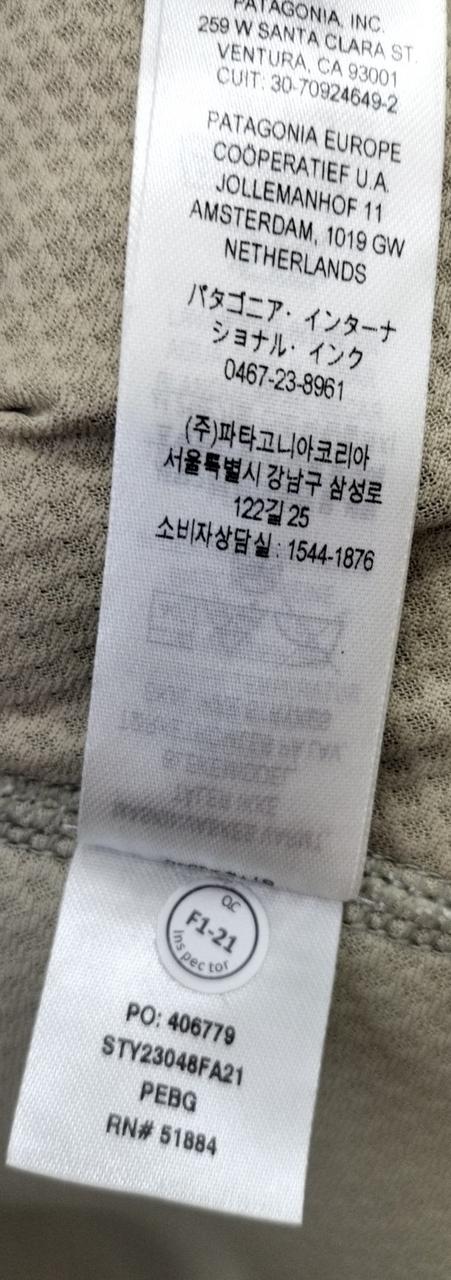 PATAGONIA, INC.
259 W SANTA CLARA ST.
VENTURA, CA 93001
CUIT: 30-70924649-2
PATAGONIA EUROPE
COÖPERATIEF U.A.
JOLLEMANHOF 11
AMSTERDAM, 1019 GW
NETHERLANDS
パタゴニア・インターナ
ショナル・インク
0467-23-8961
(주)파타고니아코리아
서울특별시 강남구 삼성로
122길 25
소비자상담실 : 1544-1876
QC
F1-21
Inspector
PO: 406779
STY23048FA21
PEBG
RN# 51884